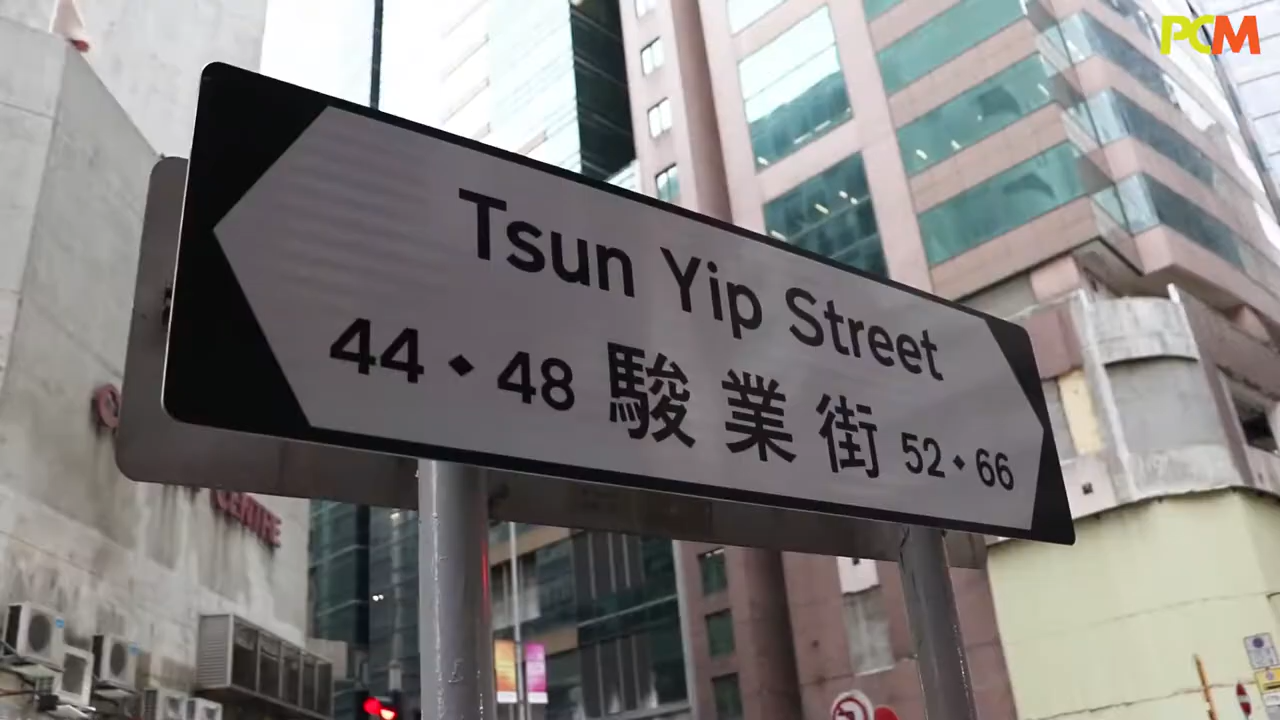 PCM
Tsun Yip Street
44◆48 駿業街 52◆66
CENTRE